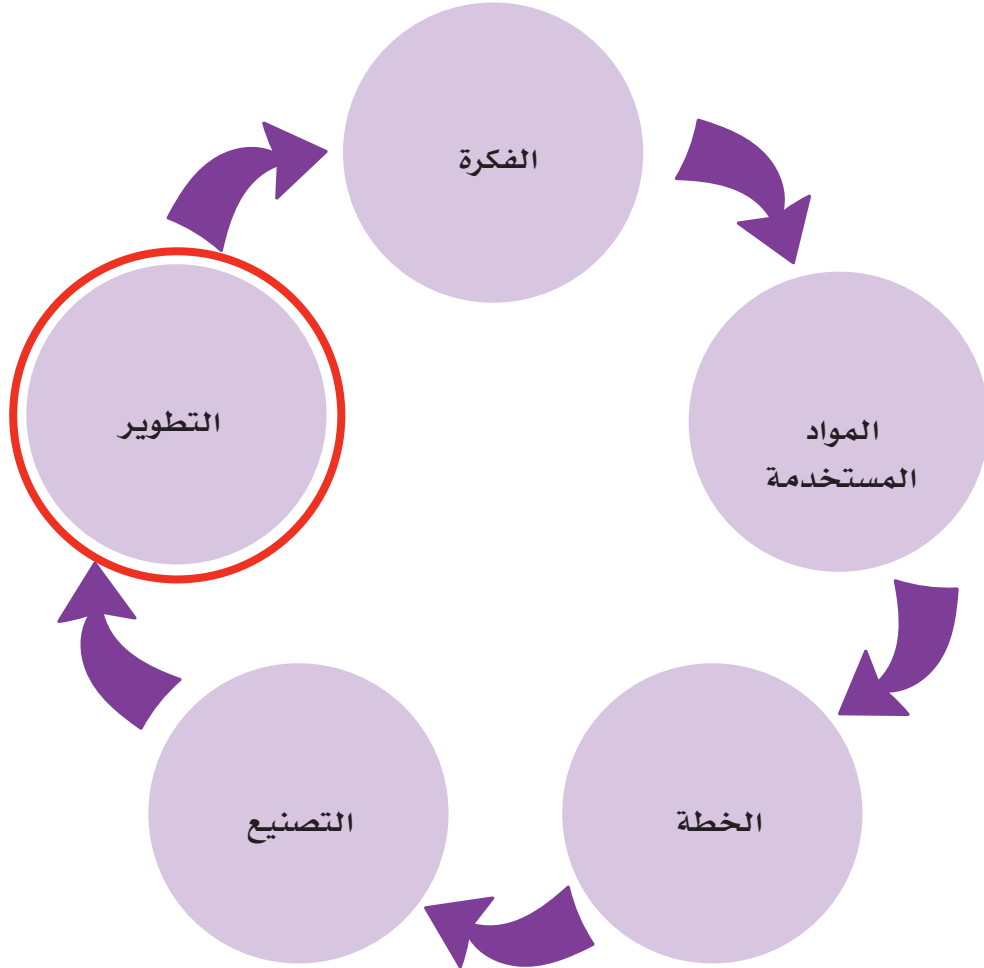 الفكرة
المواد
المستخدمة
الخطة
التصنيع
التطوير